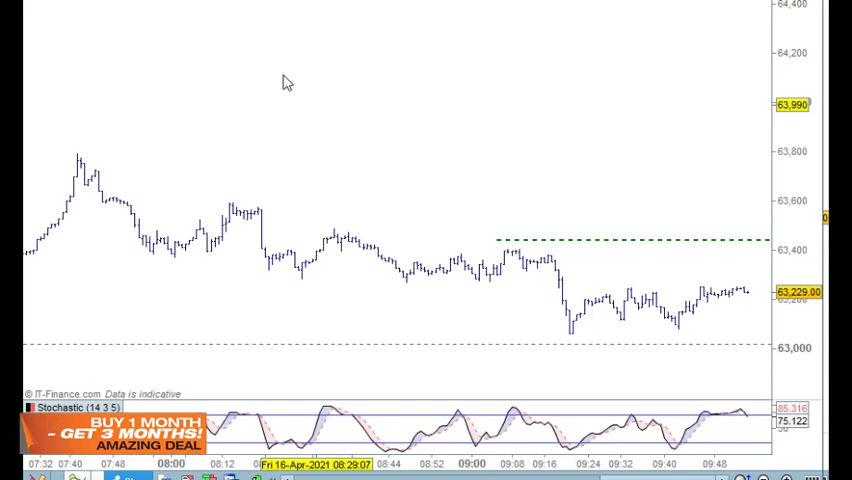 64,400
64,200
63,990
63,800
63,600
63,400
63,229.00
63,200
63,000
© IT-Finance.com Data is indicative
Stochastic (14 3 5)
85.316
75.122
BUY 1 MONTH
- GET 3 MONTHS!
AMAZING DEAL
07:32 07:40 07:48 08:00 08:12 Fri 16-Apr-2021 08:29:07 08:44 08:52 09:00 09:08 09:16 09:24 09:32 09:40 09:48